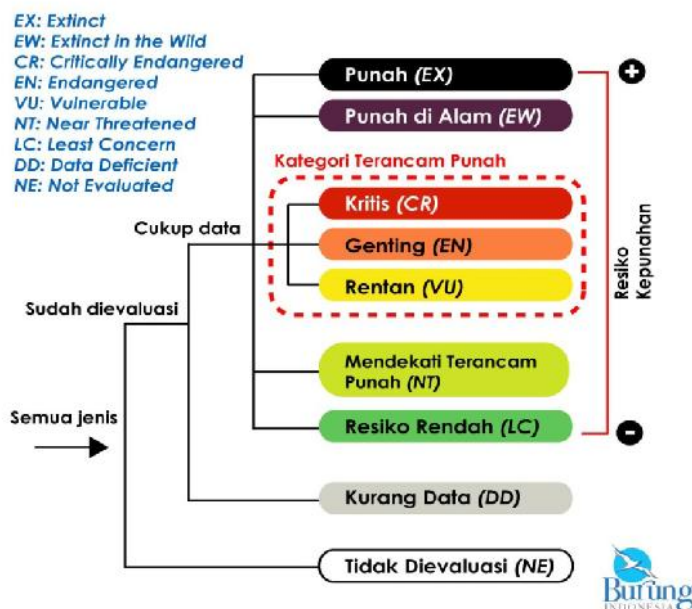 EX: Extinct
EW: Extinct in the Wild
CR: Critically Endangered
EN: Endangered
VU: Vulnerable
NT: Near Threatened
LC: Least Concern
DD: Data Deficient
NE: Not Evaluated
Punah (EX)
Punah di Alam (EW)
Kategori Terancam Punah
Kritis (CR)
Cukup data
Genting (EN)
Rentan (VU)
Resiko
Kepunahan
Sudah dievaluasi
Mendekati Terancam
Punah (NT)
Semua jenis
Resiko Rendah (LC)
Kurang Data (DD)
Tidak Dievaluasi (NE)
Burung
INDONESIA